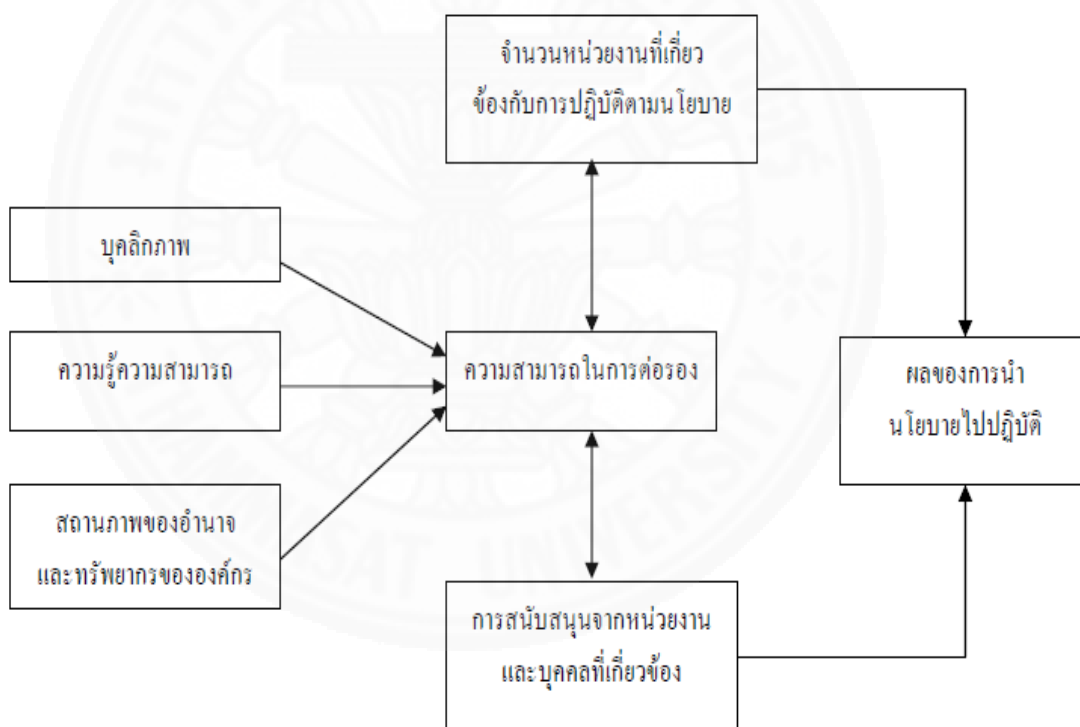 จำนวนหน่วยงานที่เกี่ยว
ข้องกับการปฏิบัติตามนโยบาย
บุคลิกภาพ
ความรู้ความสามารถ
ความสามารถในการต่อรอง
ผลของการนำ
นโยบายไปปฏิบัติ
สถานภาพของอำนาจ
และทรัพยากรขององค์กร
การสนับสนุนจากหน่วยงาน
และบุคคลที่เกี่ยวข้อง
THAMMASAT UNIVERSITY